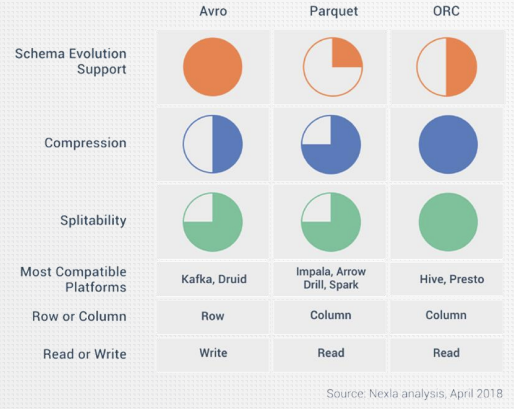 Avro Parquet ORC
Schema Evolution
Support
Compression
Splitability
Most Compatible
Platforms
Kafka, Druid
Impala, Arrow
Drill, Spark
Hive, Presto
Row or Column Row Column Column
Read or Write Write Read Read
Source: Nexla analysis, April 2018